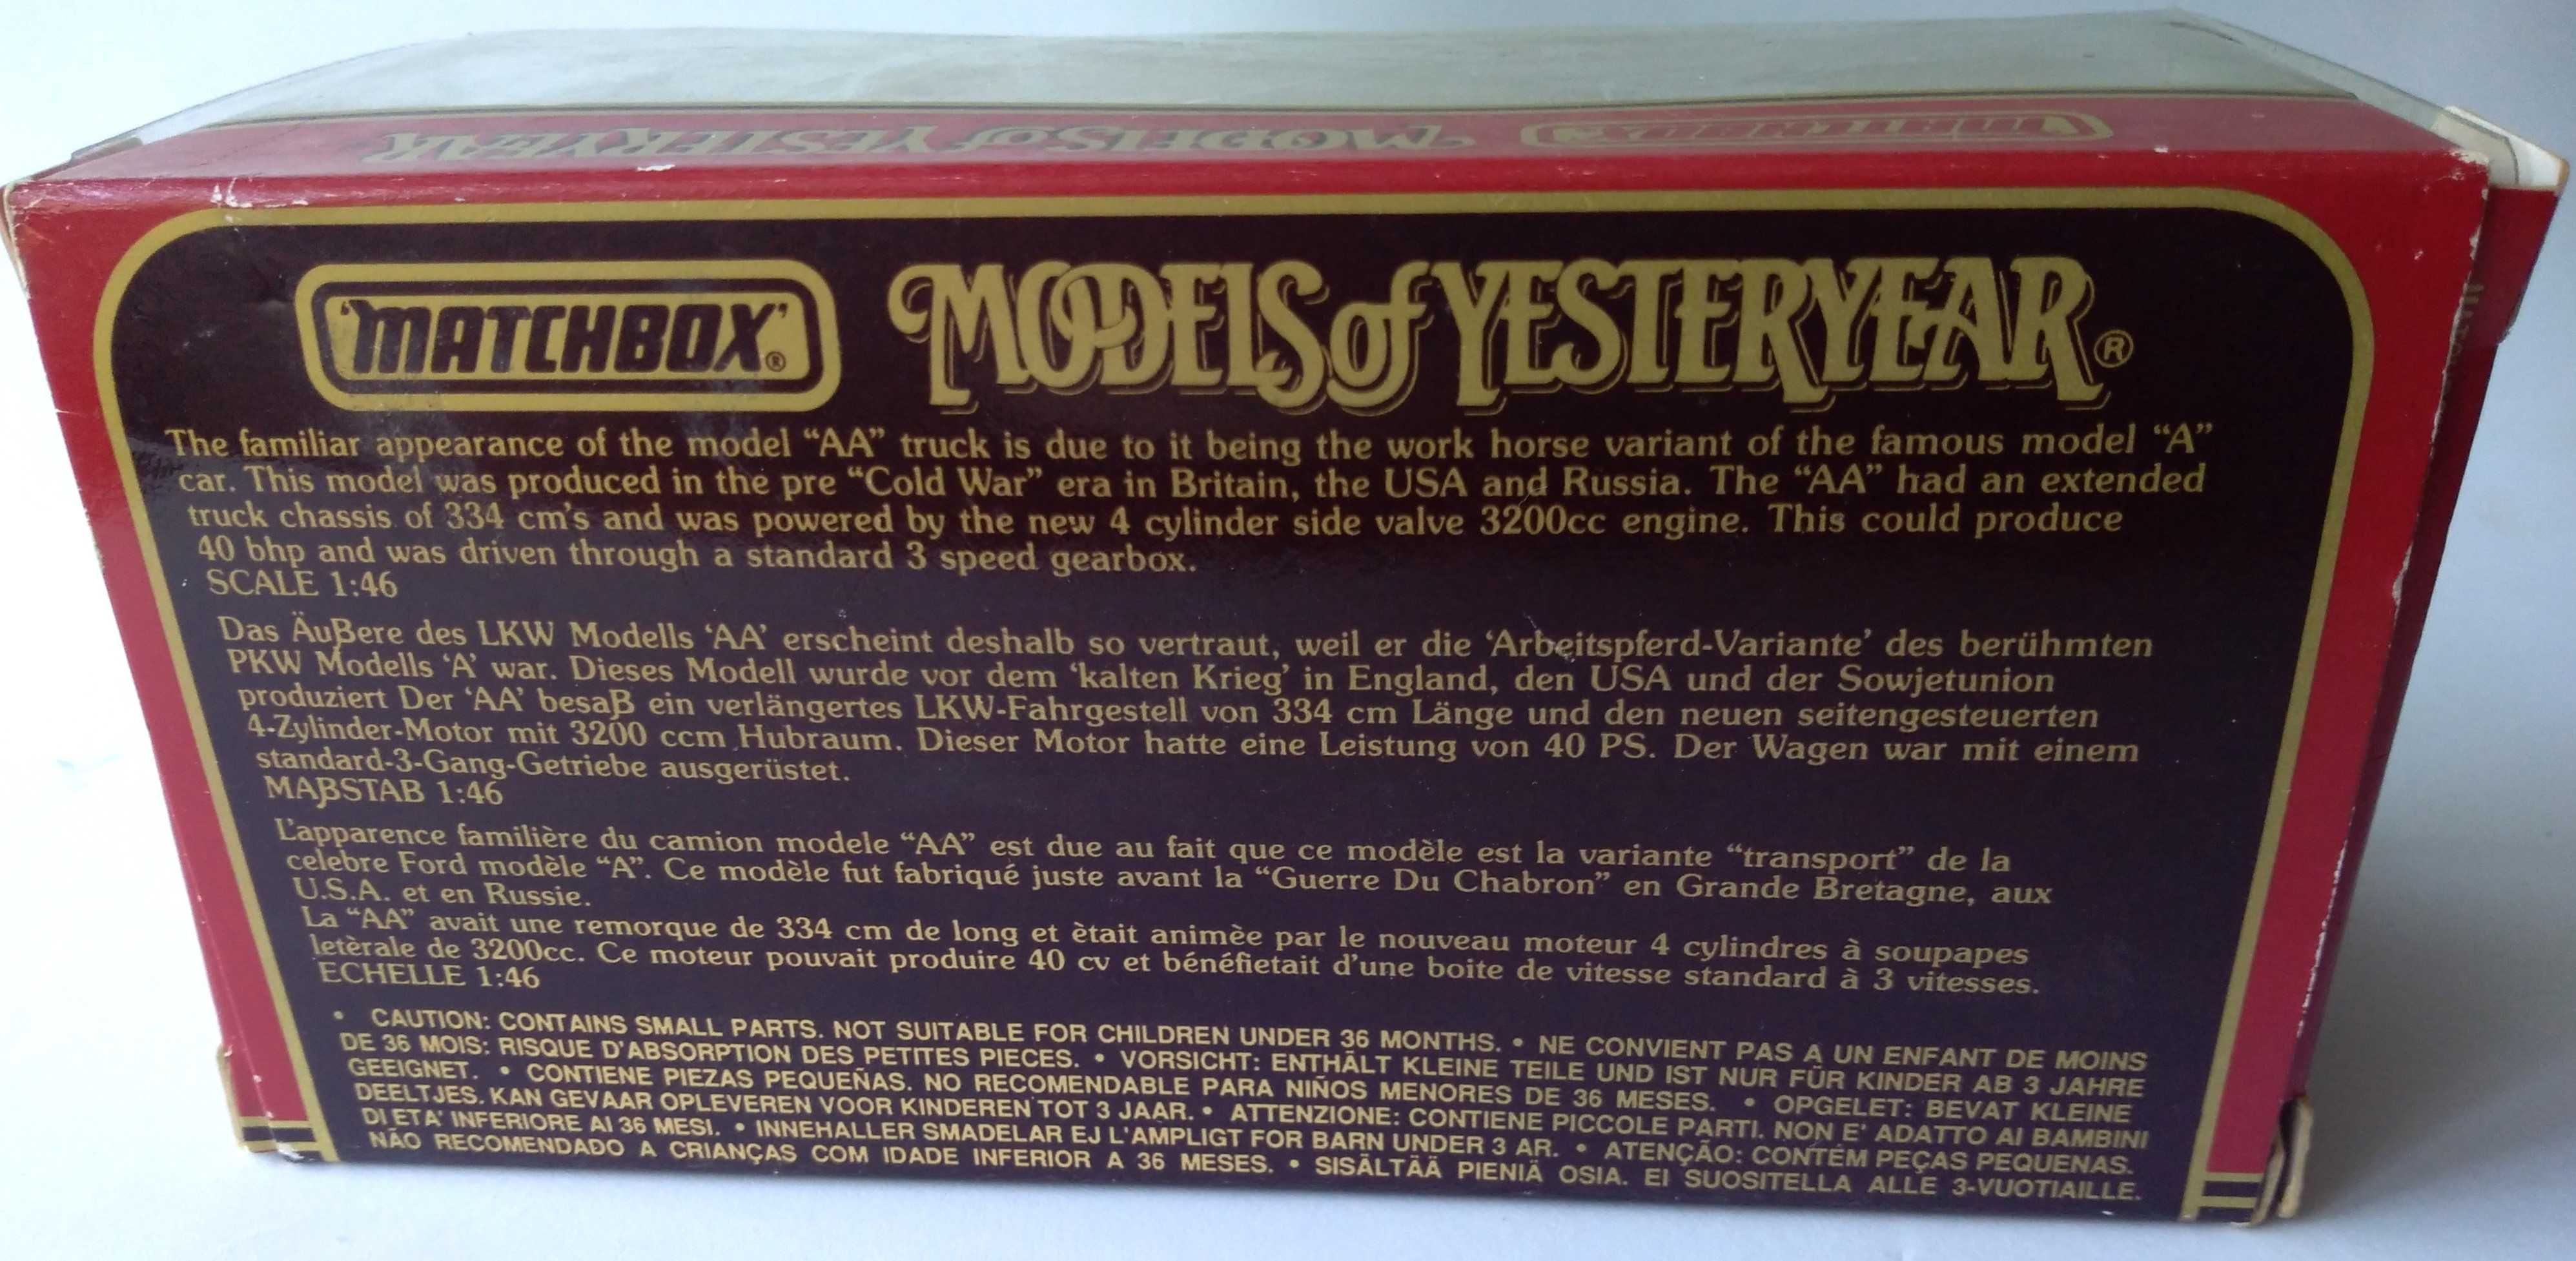 MODELS of YESTERYEAR
MATCHBOX
'MATCHBOX'® MODELS of YESTERYEAR®
The familiar appearance of the model “AA” truck is due to it being the work horse variant of the famous model “A”
car. This model was produced in the pre “Cold War” era in Britain, the USA and Russia. The “AA” had an extended
truck chassis of 334 cm's and was powered by the new 4 cylinder side valve 3200cc engine. This could produce
40 bhp and was driven through a standard 3 speed gearbox.
SCALE 1:46
Das Äußere des LKW Modells ‘AA’ erscheint deshalb so vertraut, weil er die ‘Arbeitspferd-Variante’ des berühmten
PKW Modells ‘A’ war. Dieses Modell wurde vor dem ‘kalten Krieg’ in England, den USA und der Sowjetunion
produziert Der ‘AA’ besaß ein verlängertes LKW-Fahrgestell von 334 cm Länge und den neuen seitengesteuerten
4-Zylinder-Motor mit 3200 ccm Hubraum. Dieser Motor hatte eine Leistung von 40 PS. Der Wagen war mit einem
standard-3-Gang-Getriebe ausgerüstet.
MAßSTAB 1:46
L'apparence familière du camion modele “AA” est due au fait que ce modèle est la variante “transport” de la
celebre Ford modèle “A”. Ce modèle fut fabriqué juste avant la “Guerre Du Chabron” en Grande Bretagne, aux
U.S.A. et en Russie.
La “AA” avait une remorque de 334 cm de long et ètait animèe par le nouveau moteur 4 cylindres à soupapes
letèrale de 3200cc. Ce moteur pouvait produire 40 cv et bénéfietait d'une boite de vitesse standard à 3 vitesses.
ECHELLE 1:46
• CAUTION: CONTAINS SMALL PARTS. NOT SUITABLE FOR CHILDREN UNDER 36 MONTHS. • NE CONVIENT PAS A UN ENFANT DE MOINS
DE 36 MOIS: RISQUE D'ABSORPTION DES PETITES PIECES. • VORSICHT: ENTHÄLT KLEINE TEILE UND IST NUR FÜR KINDER AB 3 JAHRE
GEEIGNET. • CONTIENE PIEZAS PEQUEÑAS. NO RECOMENDABLE PARA NIÑOS MENORES DE 36 MESES. • OPGELET: BEVAT KLEINE
DEELTJES. KAN GEVAAR OPLEVEREN VOOR KINDEREN TOT 3 JAAR. • ATTENZIONE: CONTIENE PICCOLE PARTI. NON E' ADATTO AI BAMBINI
DI ETA' INFERIORE AI 36 MESI. • INNEHALLER SMADELAR EJ L'AMPLIGT FOR BARN UNDER 3 AR. • ATENÇÃO: CONTÉM PEÇAS PEQUENAS.
NÃO RECOMENDADO A CRIANÇAS COM IDADE INFERIOR A 36 MESES. • SISÄLTÄÄ PIENIÄ OSIA. EI SUOSITELLA ALLE 3-VUOTIAILLE.